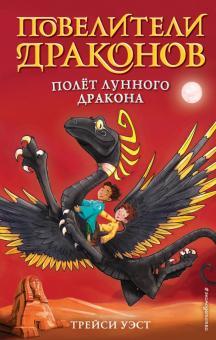 ПОВЕЛИТЕЛИ
ДРАКОНОВ
ПОЛЁТ ЛУННОГО
ДРАКОНА
ТРЕЙСИ УЭСТ